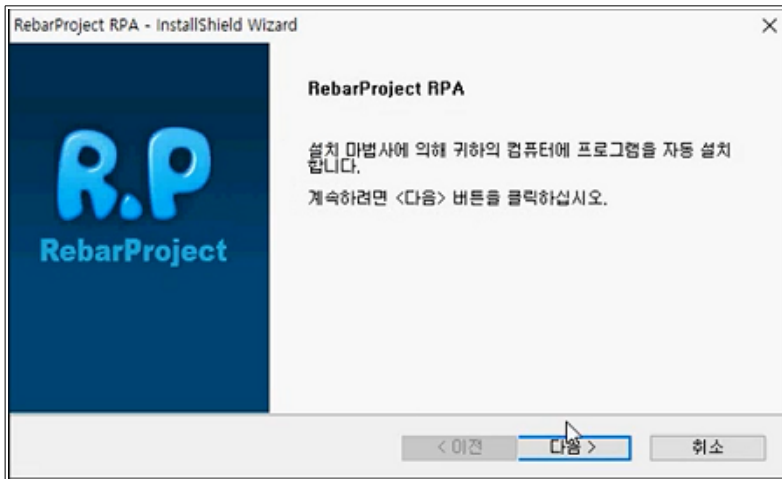 RebarProject RPA - InstallShield Wizard
R.P
RebarProject
RebarProject RPA
설치 마법사에 의해 귀하의 컴퓨터에 프로그램을 자동 설치
합니다.
계속하려면 <다음> 버튼을 클릭하십시오.
< 이전
다음 >
취소